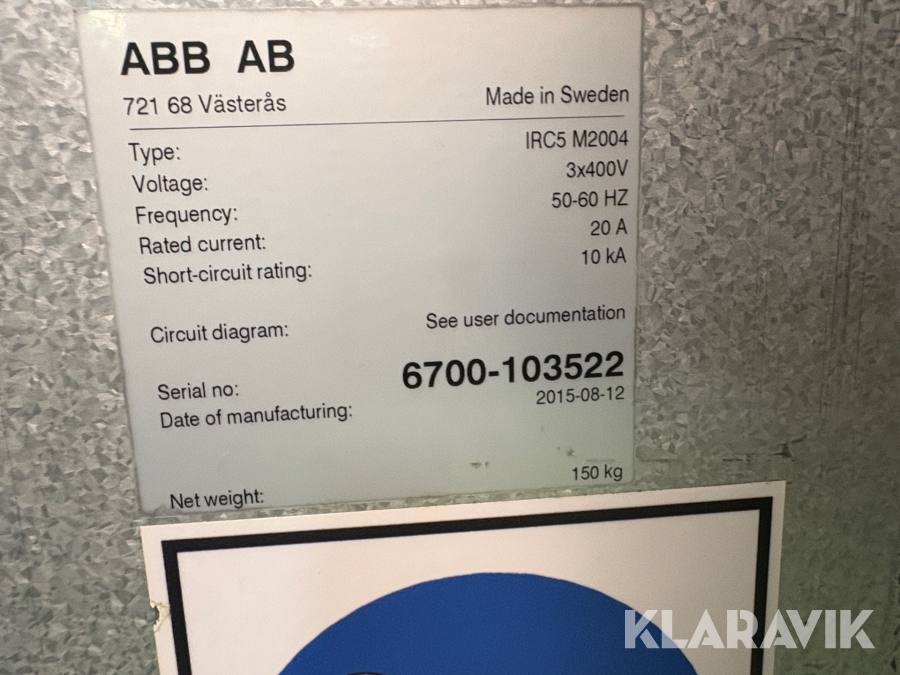 ABB AB
721 68 Västerås Made in Sweden
Type: IRC5 M2004
Voltage: 3x400V
Frequency: 50-60 HZ
Rated current: 20 A
Short-circuit rating: 10 kA
Circuit diagram: See user documentation
Serial no: 6700-103522
Date of manufacturing: 2015-08-12
Net weight: 150 kg
KLARAVIK